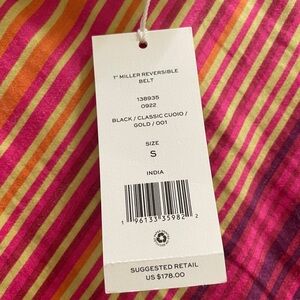 1" MILLER REVERSIBLE
BELT
138935
0922
BLACK / CLASSIC CUOIO /
GOLD / 001
SIZE
S
INDIA
1 96133 35982 2
SUGGESTED RETAIL
US $178.00